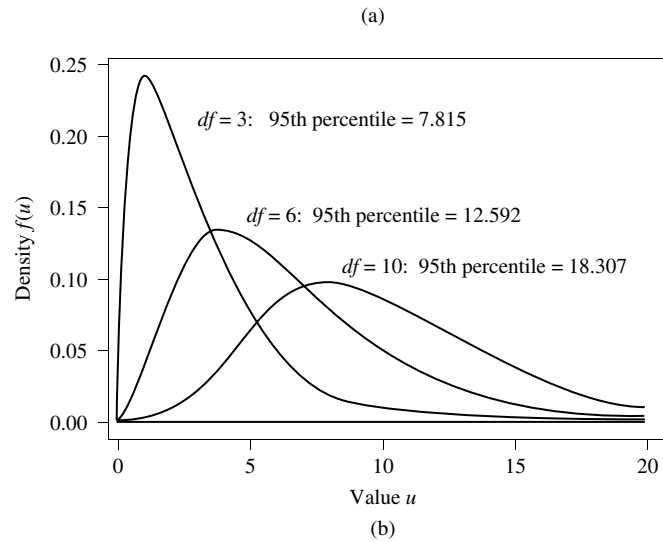 (a)
0.25
0.20
0.15
0.10
0.05
0.00
Density f(u)
df = 3: 95th percentile = 7.815
df = 6: 95th percentile = 12.592
df = 10: 95th percentile = 18.307
0 5 10 15 20
Value u
(b)